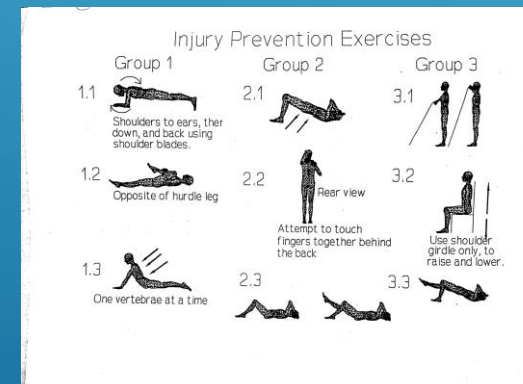 Injury Prevention Exercises
Group 1
Group 2
Group 3
1.1
Shoulders to ears, then
down, and back using
shoulder blades.
1.2
Opposite of hurdle leg
1.3
One vertebrae at a time
2.1
2.2
Rear view
Attempt to touch
fingers together behind
the back
2.3
3.1
3.2
Use shoulder
girdle only, to
raise and lower.
3.3